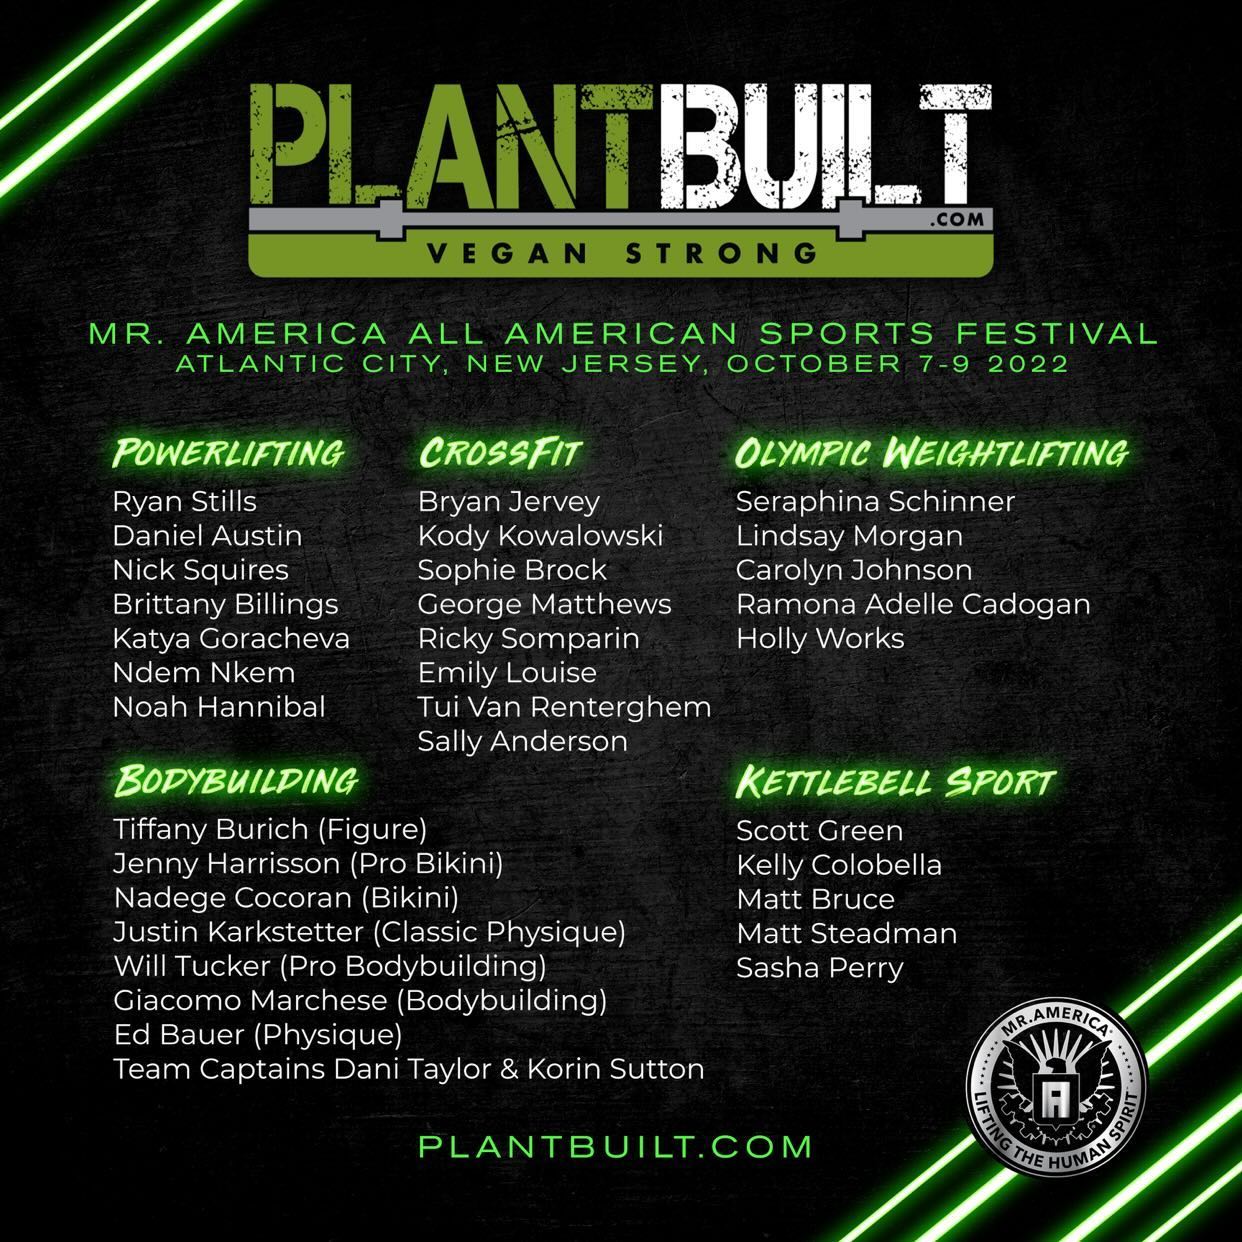 PLANTBUILT
.COM
VEGAN STRONG
MR. AMERICA ALL AMERICAN SPORTS FESTIVAL
ATLANTIC CITY, NEW JERSEY, OCTOBER 7-9 2022
POWERLIFTING
Ryan Stills
Daniel Austin
Nick Squires
Brittany Billings
Katya Goracheva
Ndem Nkem
Noah Hannibal
CROSSFIT
Bryan Jervey
Kody Kowalowski
Sophie Brock
George Matthews
Ricky Somparin
Emily Louise
Tui Van Renterghem
Sally Anderson
OLYMPIC WEIGHTLIFTING
Seraphina Schinner
Lindsay Morgan
Carolyn Johnson
Ramona Adelle Cadogan
Holly Works
BODYBUILDING
Tiffany Burich (Figure)
Jenny Harrisson (Pro Bikini)
Nadege Cocoran (Bikini)
Justin Karkstetter (Classic Physique)
Will Tucker (Pro Bodybuilding)
Giacomo Marchese (Bodybuilding)
Ed Bauer (Physique)
Team Captains Dani Taylor & Korin Sutton
KETTLEBELL SPORT
Scott Green
Kelly Colobella
Matt Bruce
Matt Steadman
Sasha Perry
MR. AMERICA
A
LIFTING THE HUMAN SPIRIT
PLANTBUILT.COM